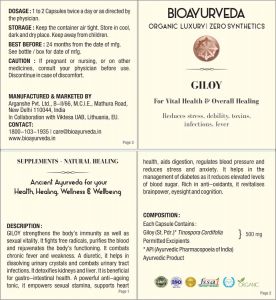 DOSAGE : 1 to 2 Capsules twice a day or as directed by the physician.
STORAGE : Keep the container air tight, Store in cool, dark and dry place. Keep away from children.
BEST BEFORE : 24 months from the date of mfg. See bottle / box for date of mfg.
CAUTION : If pregnant or nursing, or on other medicines, consult your physician before use. Discontinue in case of discomfort.
MANUFACTURED & MARKETED BY
Arganshe Pvt. Ltd., B-II/66, M.C.I.E., Mathura Road,
New Delhi 110044, India
In Collaboration with Videsia UAB, Lithuania, EU.
CONTACT:
1800-103-1935 | care@bioayurveda.in
www.bioayurveda.in
Page 3
BIOAYURVEDA
ORGANIC LUXURY | ZERO SYNTHETICS
GILOY
For Vital Health & Overall Healing
Reduces stress, debility, toxins,
infections, fever
SUPPLEMENTS - NATURAL HEALING
Ancient Ayurveda for your
Health, Healing, Wellness & Wellbeing
DESCRIPTION :
GILOY strengthens the body's immunity as well as
sexual vitality. It fights free radicals, purifies the blood
and rejuvenates the body's functioning. It combats
chronic fever and weakness. A diuretic, it helps in
dissolving urinary crystals and combats urinary tract
infections. It detoxifies kidneys and liver. It is beneficial
for gastro-intestinal health. A powerful anti-ageing
tonic, it empowers sexual stamina, supports heart
Page 1
health, aids digestion, regulates blood pressure and
reduces stress and anxiety. It helps in the
management of diabetes as it reduces elevated levels
of blood sugar. Rich in anti-oxidants, it revitalises
brainpower, eyesight and cognition.
COMPOSITION :
Each Capsule Contains :
Giloy (St. Pdr.)* Tinospora Cordifolia
Permitted Excipients
500 mg
* API (Ayurvedic Pharmacopoeia of India)
Ayurvedic Product
fssai
ORGANIC
Page 2